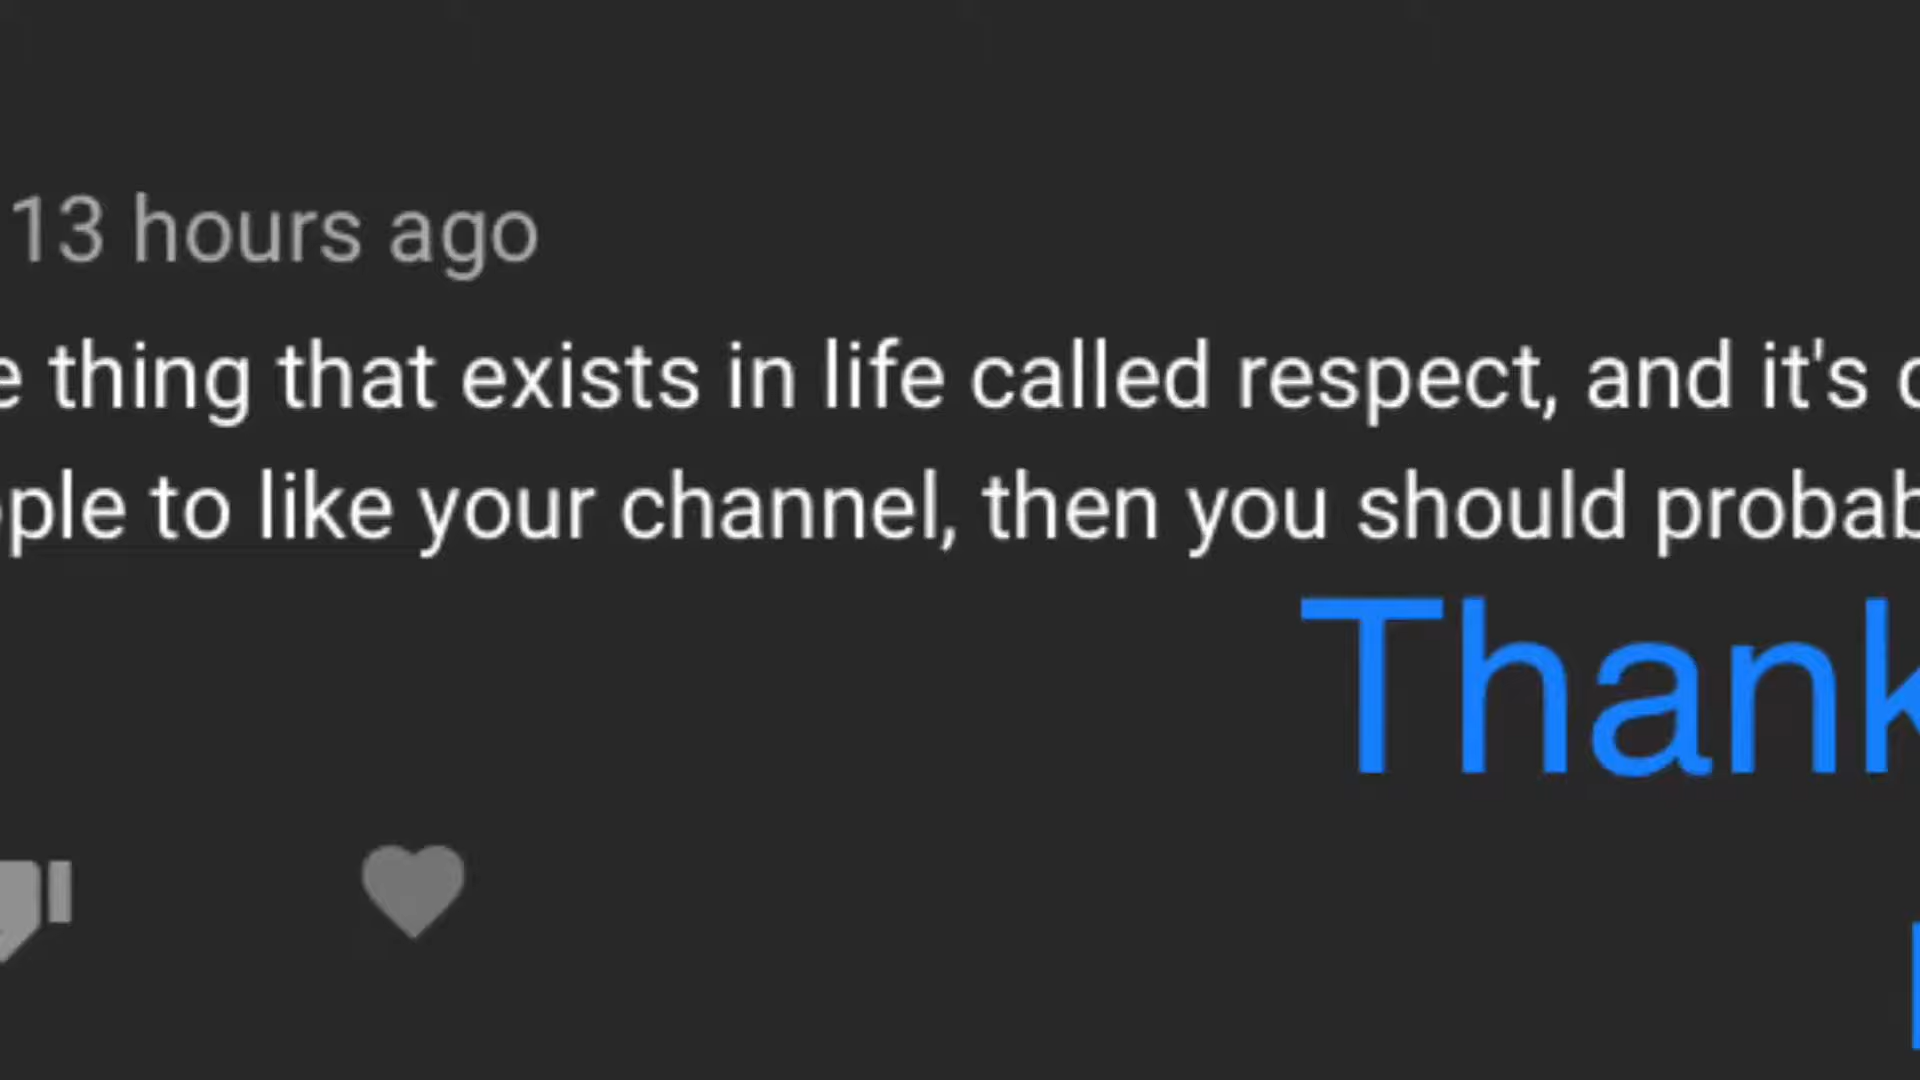 13 hours ago
thing that exists in life called respect, and it's
to like your channel, then you should